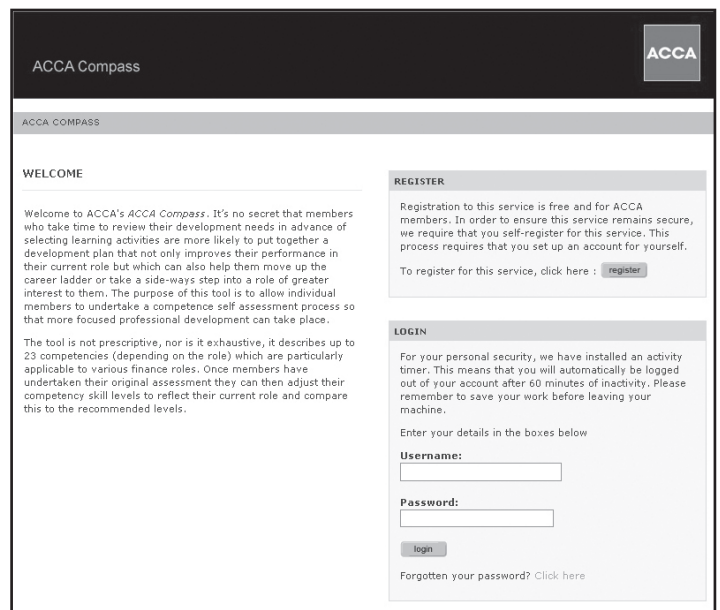 ACCA Compass
ACCA
ACCA COMPASS
WELCOME
Welcome to ACCA's ACCA Compass. It's no secret that members
who take time to review their development needs in advance of
selecting learning activities are more likely to put together a
development plan that not only improves their performance in
their current role but which can also help them move up the
career ladder or take a side-ways step into a role of greater
interest to them. The purpose of this tool is to allow individual
members to undertake a competence self assessment process so
that more focused professional development can take place.
The tool is not prescriptive, nor is it exhaustive, it describes up to
23 competencies (depending on the role) which are particularly
applicable to various finance roles. Once members have
undertaken their original assessment they can then adjust their
competency skill levels to reflect their current role and compare
this to the recommended levels.
REGISTER
Registration to this service is free and for ACCA
members. In order to ensure this service remains secure,
we require that you self-register for this service. This
process requires that you set up an account for yourself.
To register for this service, click here : register
LOGIN
For your personal security, we have installed an activity
timer. This means that you will automatically be logged
out of your account after 60 minutes of inactivity. Please
remember to save your work before leaving your
machine.
Enter your details in the boxes below
Username:
Password:
login
Forgotten your password? Click here